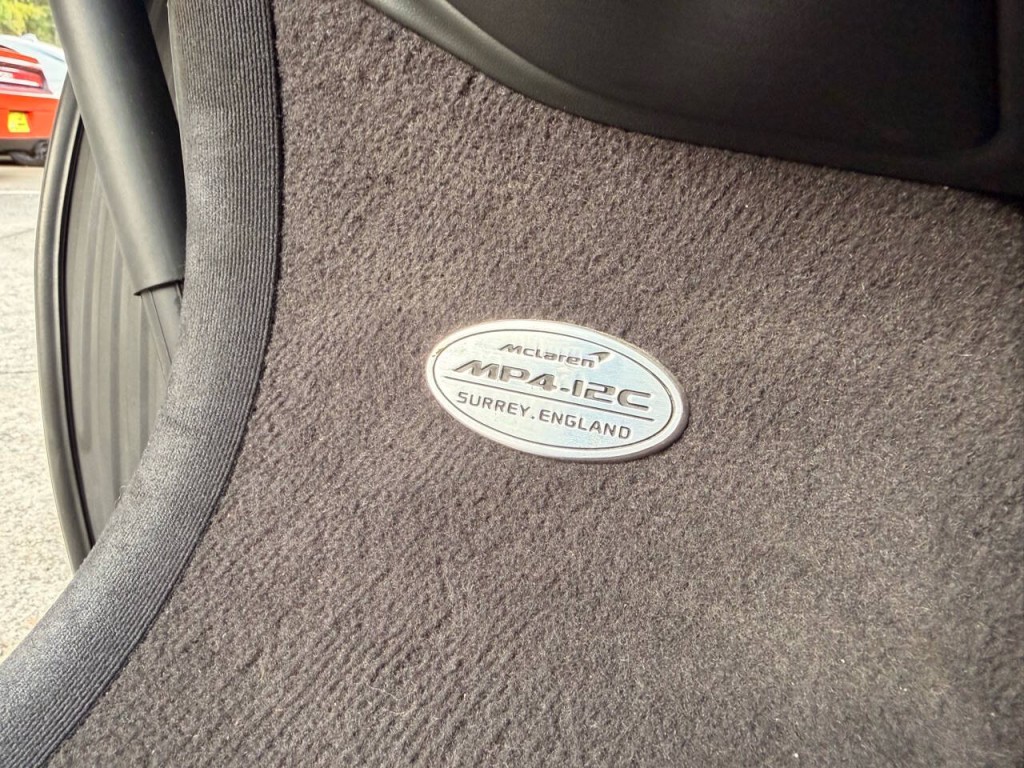 McLaren
MP4-12C
SURREY. ENGLAND